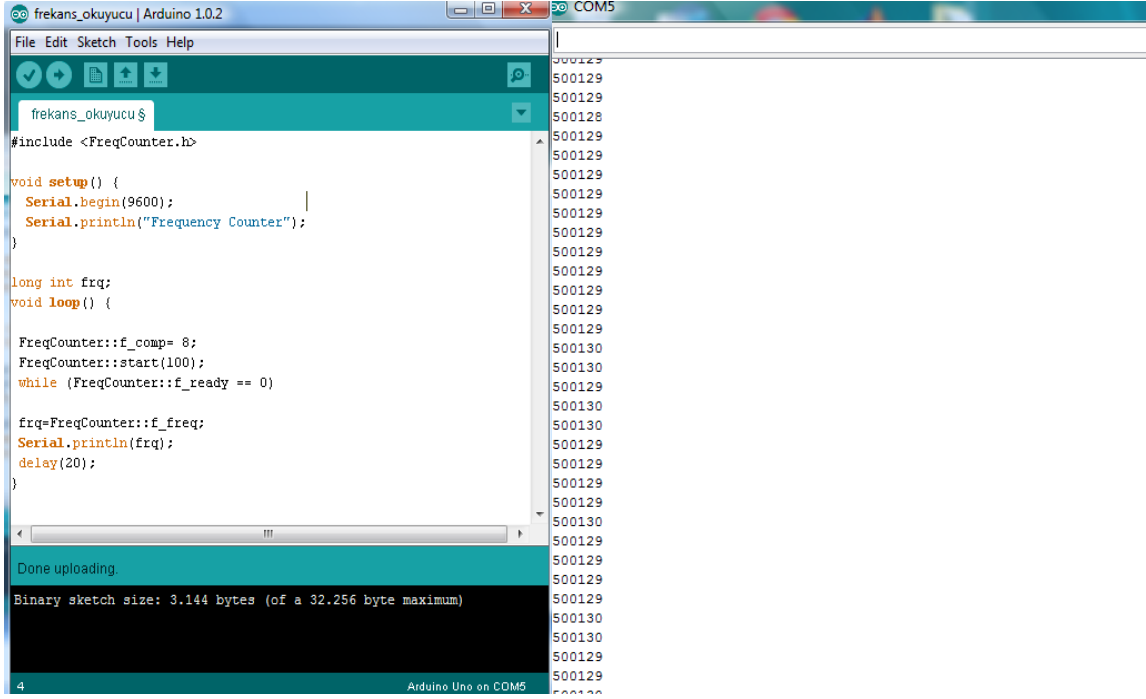 frekans_okuyucu | Arduino 1.0.2
File Edit Sketch Tools Help
frekans_okuyucu §
#include <FreqCounter.h>
void setup() {
Serial.begin(9600);
Serial.println("Frequency Counter");
}
long int frq;
void loop() {
FreqCounter::f_comp= 8;
FreqCounter::start(100);
while (FreqCounter::f_ready == 0)
frq=FreqCounter::f_freq;
Serial.println(frq);
delay(20);
}
Done uploading.
Binary sketch size: 3.144 bytes (of a 32.256 byte maximum)
4
Arduino Uno on COM5
COM5
500129
500129
500129
500128
500129
500129
500129
500129
500129
500129
500129
500129
500129
500129
500129
500130
500130
500129
500130
500130
500129
500129
500129
500129
500130
500129
500129
500129
500129
500130
500130
500129
500129